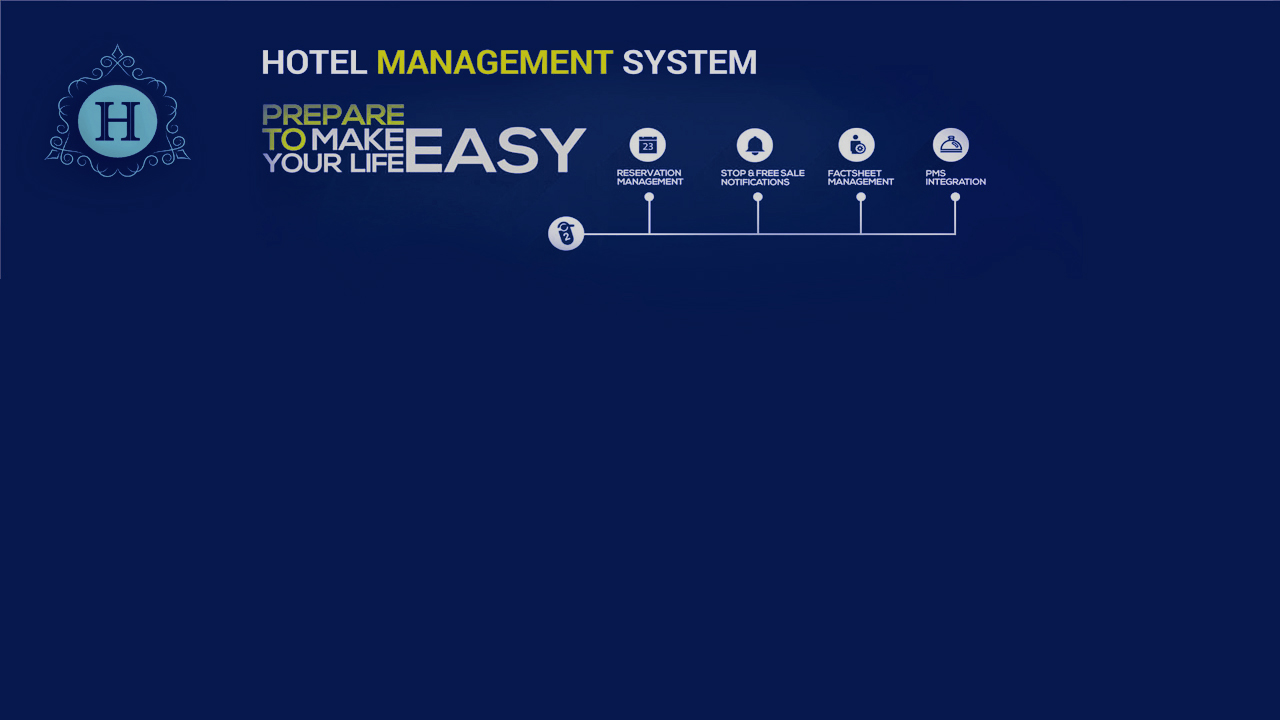 H
HOTEL MANAGEMENT SYSTEM
PREPARE
TO MAKE
YOUR LIFE
EASY
23
RESERVATION
MANAGEMENT
STOP & FREE SALE
NOTIFICATIONS
FACTSHEET
MANAGEMENT
PMS
INTEGRATION
2